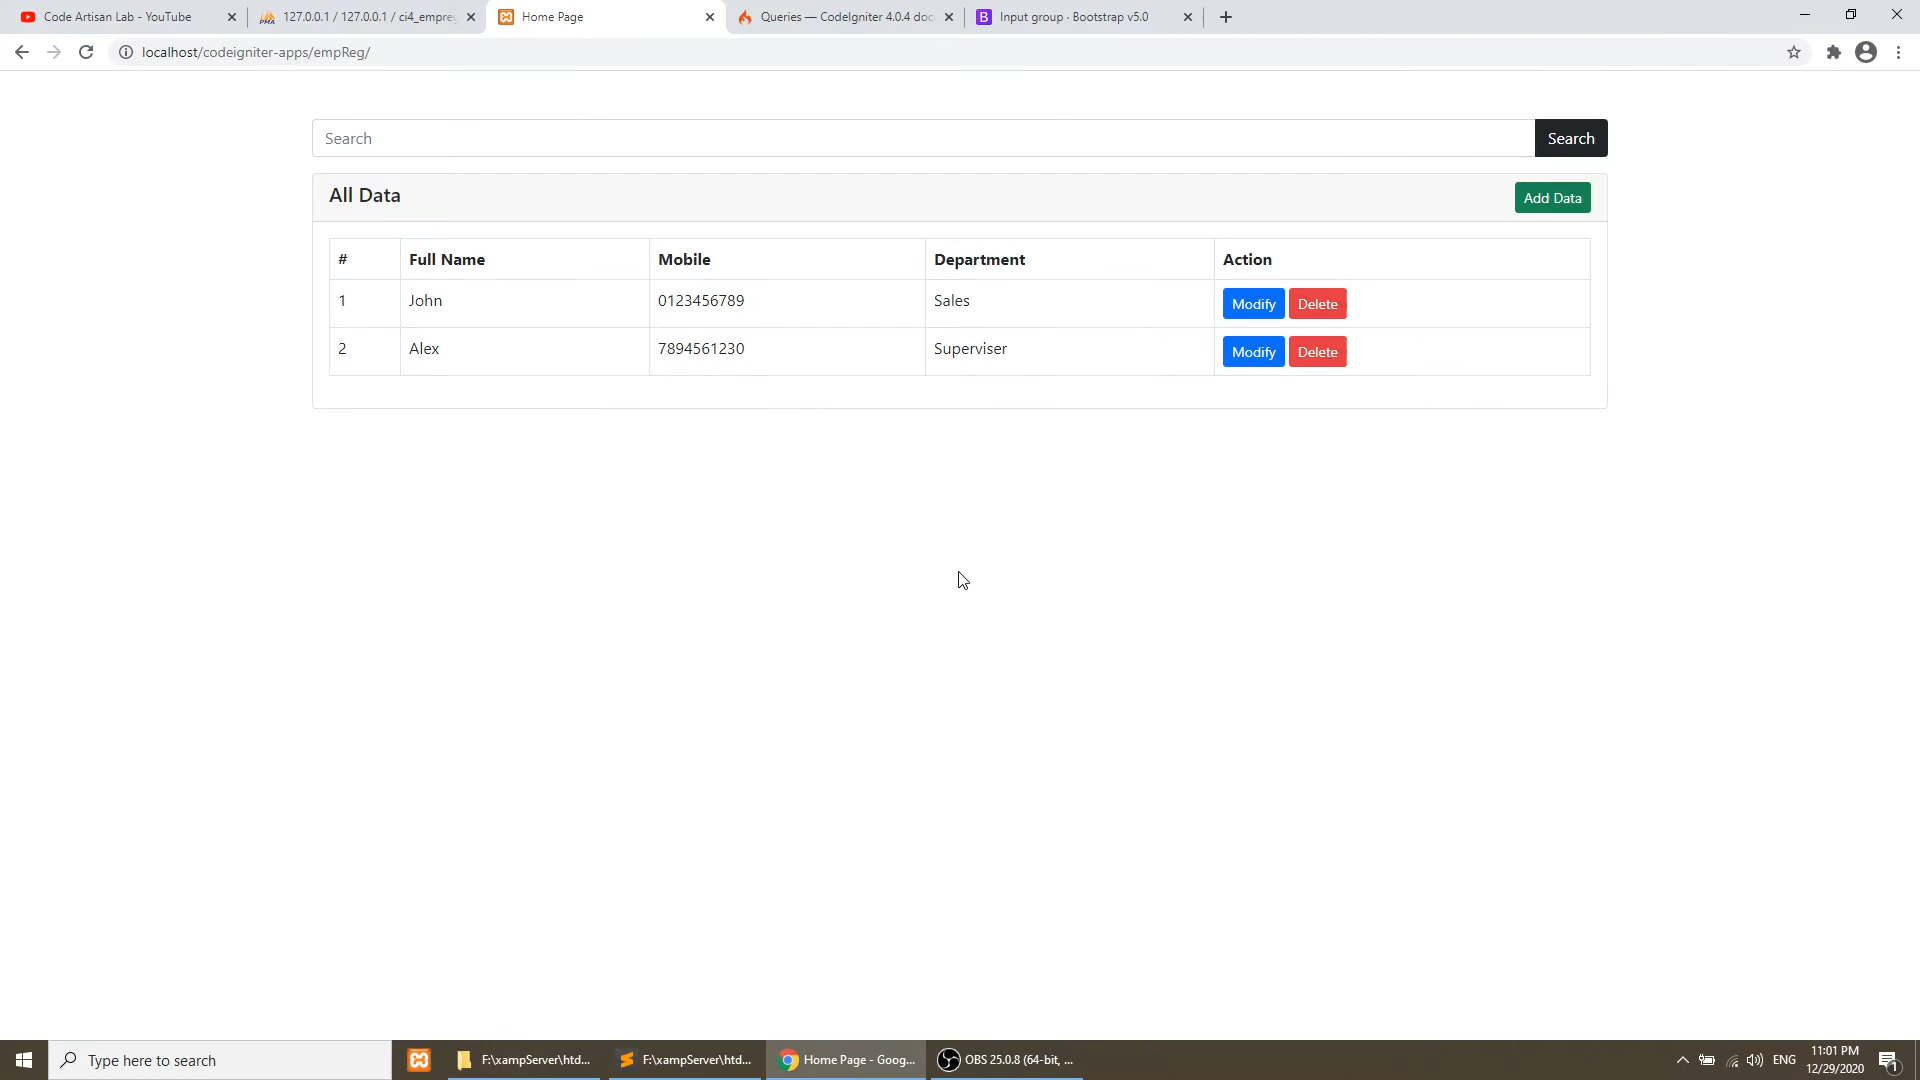 Code Artisan Lab - YouTube
127.0.0.1 / 127.0.0.1 / ci4_empreg
Home Page
Queries — CodeIgniter 4.0.4 doc
Input group · Bootstrap v5.0
localhost/codeigniter-apps/empReg/
Search Search
All Data Add Data
# Full Name Mobile Department Action
1 John 0123456789 Sales Modify Delete
2 Alex 7894561230 Superviser Modify Delete
Type here to search
F:\xampServer\htd...
F:\xampServer\htd...
Home Page - Goog...
OBS 25.0.8 (64-bit, ...
ENG
11:01 PM
12/29/2020
1